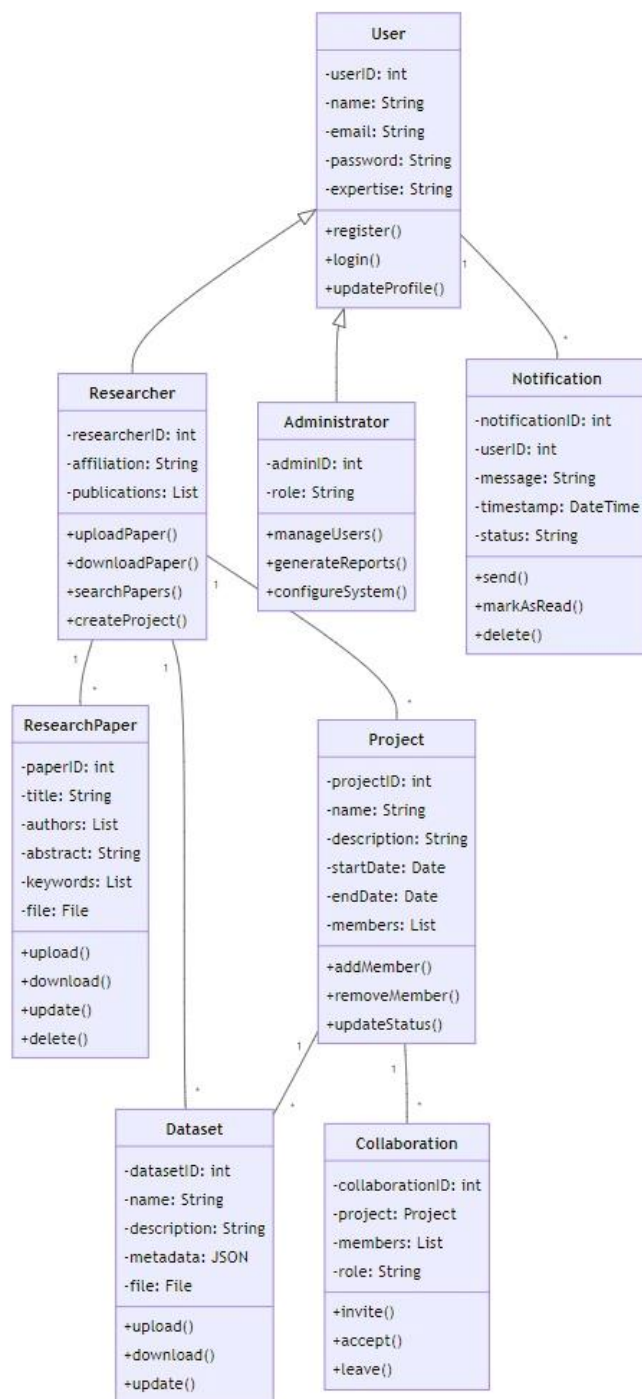 User
-userID: int
-name: String
-email: String
-password: String
-expertise: String
+register()
+login()
+updateProfile()
1
*
Researcher
-researcherID: int
-affiliation: String
-publications: List
+uploadPaper()
+downloadPaper()
+searchPapers()
+createProject()
Administrator
-adminID: int
-role: String
+manageUsers()
+generateReports()
+configureSystem()
Notification
-notificationID: int
-userID: int
-message: String
-timestamp: DateTime
-status: String
+send()
+markAsRead()
+delete()
1
1
1
*
*
ResearchPaper
-paperID: int
-title: String
-authors: List
-abstract: String
-keywords: List
-file: File
+upload()
+download()
+update()
+delete()
Project
-projectID: int
-name: String
-description: String
-startDate: Date
-endDate: Date
-members: List
+addMember()
+removeMember()
+updateStatus()
1
1
*
*
*
Dataset
-datasetID: int
-name: String
-description: String
-metadata: JSON
-file: File
+upload()
+download()
+update()
Collaboration
-collaborationID: int
-project: Project
-members: List
-role: String
+invite()
+accept()
+leave()